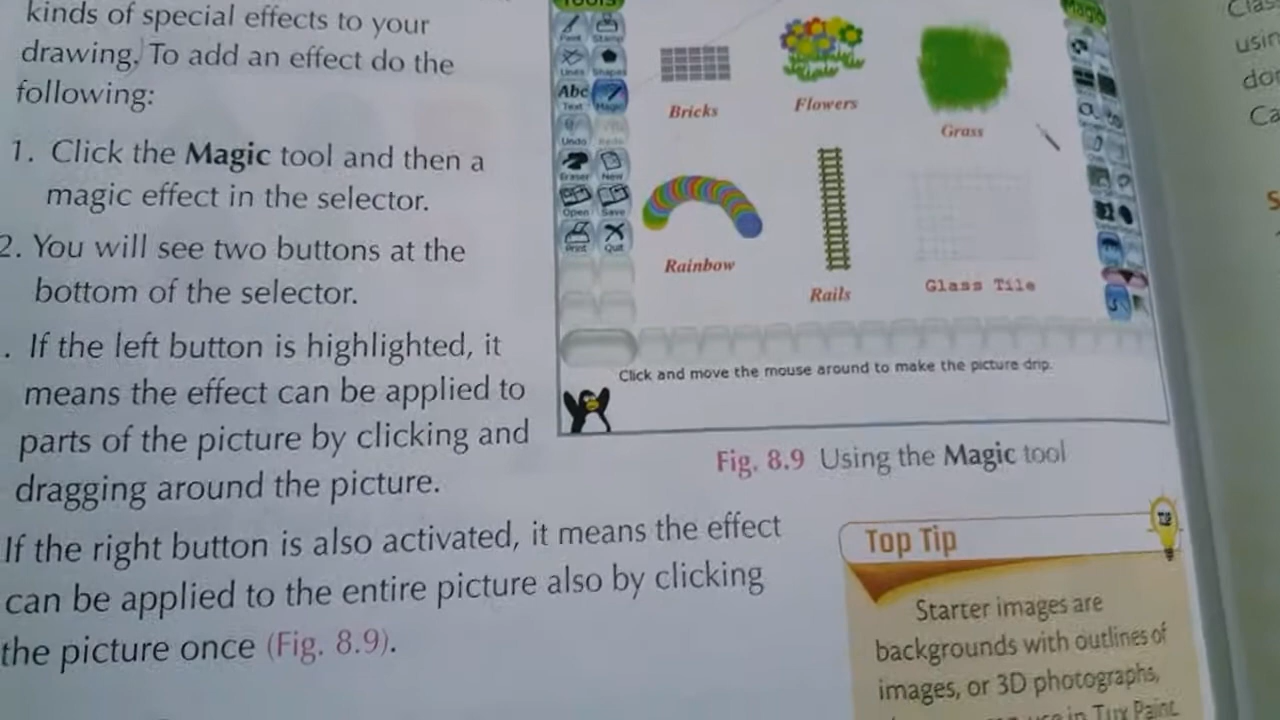 kinds of special effects to your
drawing. To add an effect do the
following:
1. Click the Magic tool and then a
magic effect in the selector.
2. You will see two buttons at the
bottom of the selector.
. If the left button is highlighted, it
means the effect can be applied to
parts of the picture by clicking and
dragging around the picture.
If the right button is also activated, it means the effect
can be applied to the entire picture also by clicking
the picture once (Fig. 8.9).
Tools
Paint Stamp
Lines Shapes
Abc
Text Magic
Undo Redo
Eraser New
Open Save
Print Quit
Magic
Bricks
Flowers
Grass
Rainbow
Rails
Glass Tile
Click and move the mouse around to make the picture drip.
Fig. 8.9 Using the Magic tool
Top Tip
TIP
Starter images are
backgrounds with outlines of
images, or 3D photographs,
use in Tux Paint